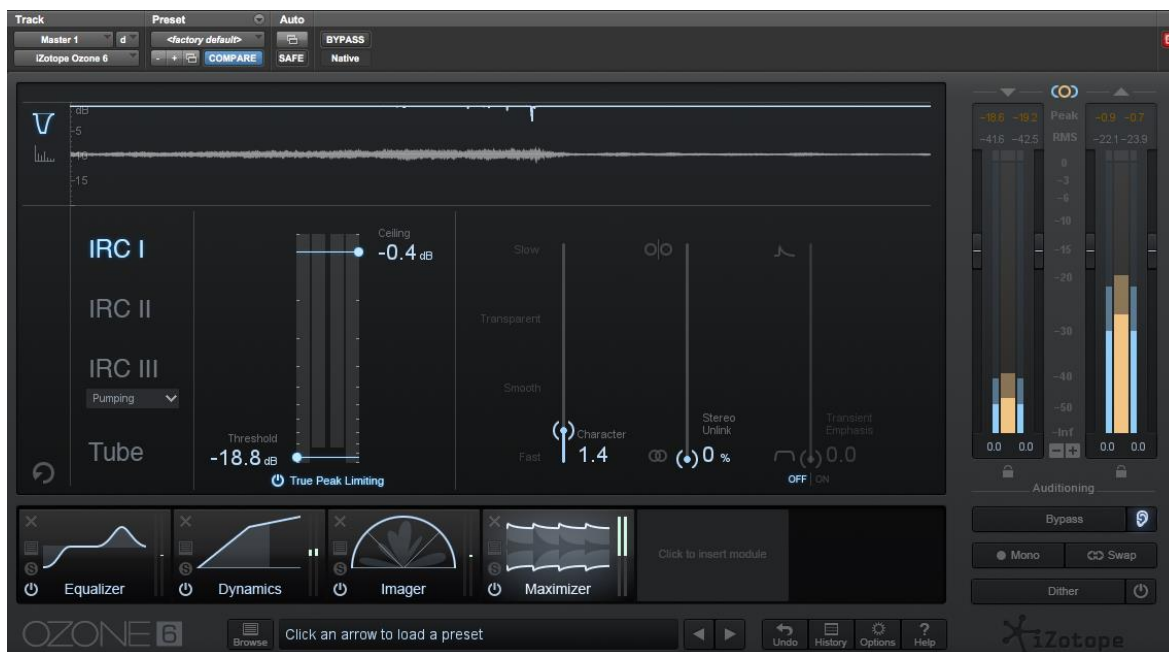 Track Preset Auto
Master 1 d <factory default> BYPASS
iZotope Ozone 6 - + COMPARE SAFE Native
dB
-5
-10
-15
Peak -18.6 -19.2 -0.9 -0.7
RMS -41.6 -42.5 -22.1 -23.9
0
-3
-6
-10
-15
-20
-30
-40
-50
-Inf
0.0 0.0 - + 0.0 0.0
IRC I
IRC II
IRC III
Pumping
Tube
Ceiling
-0.4 dB
Threshold
-18.8 dB
True Peak Limiting
Slow
Transparent
Smooth
Fast
Character
1.4
Stereo
Unlink
0 %
Transient
Emphasis
0.0
OFF | ON
Auditioning
Bypass
Mono Swap
Dither
S S S S
Equalizer Dynamics Imager Maximizer
Click to insert module
OZONE 6 Browse Click an arrow to load a preset Undo History Options ? Help iZotope